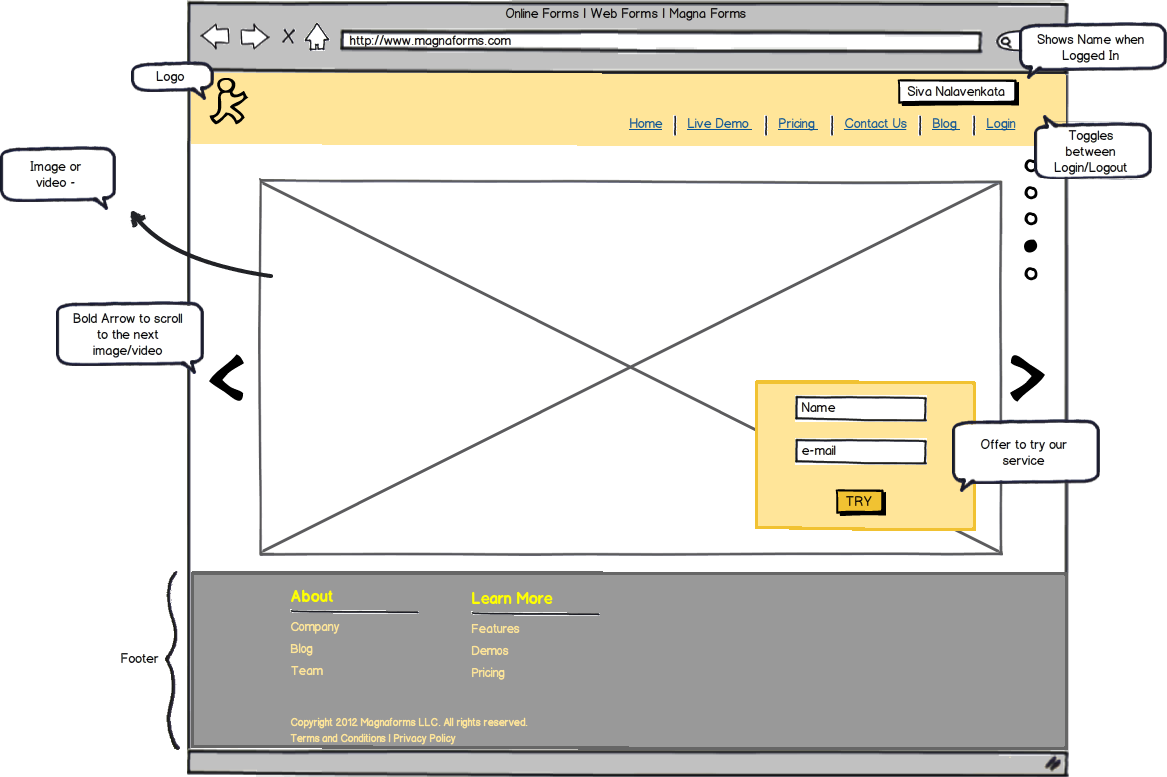 Online Forms | Web Forms | Magna Forms
http://www.magnaforms.com
Shows Name when
Logged In
Logo
Siva Nalavenkata
Home | Live Demo | Pricing | Contact Us | Blog | Login
Toggles
between
Login/Logout
Image or
video -
Bold Arrow to scroll
to the next
image/video
Name
e-mail
TRY
Offer to try our
service
Footer
About
Company
Blog
Team
Learn More
Features
Demos
Pricing
Copyright 2012 Magnaforms LLC. All rights reserved.
Terms and Conditions | Privacy Policy